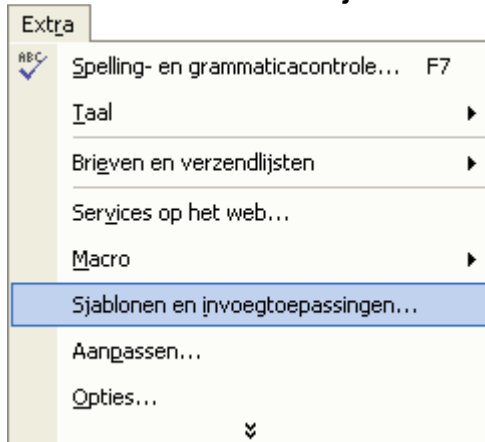 Extra
ABC
Spelling- en grammaticacontrole... F7
Taal
Brieven en verzendlijsten
Services op het web...
Macro
Sjablonen en invoegtoepassingen...
Aanpassen...
Opties...